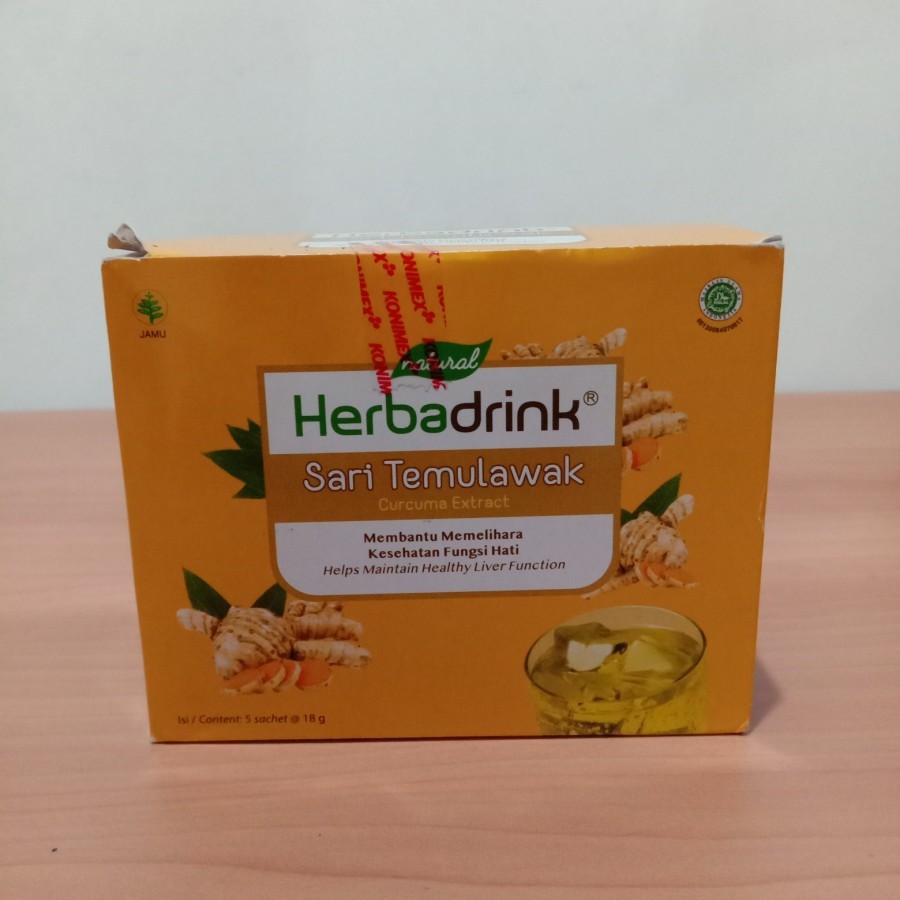 KONIMEX
KONIMEX
JAMU
natural
Herbadrink®
Sari Temulawak
Curcuma Extract
Membantu Memelihara
Kesehatan Fungsi Hati
Helps Maintain Healthy Liver Function
Isi / Content: 5 sachet @ 18 g